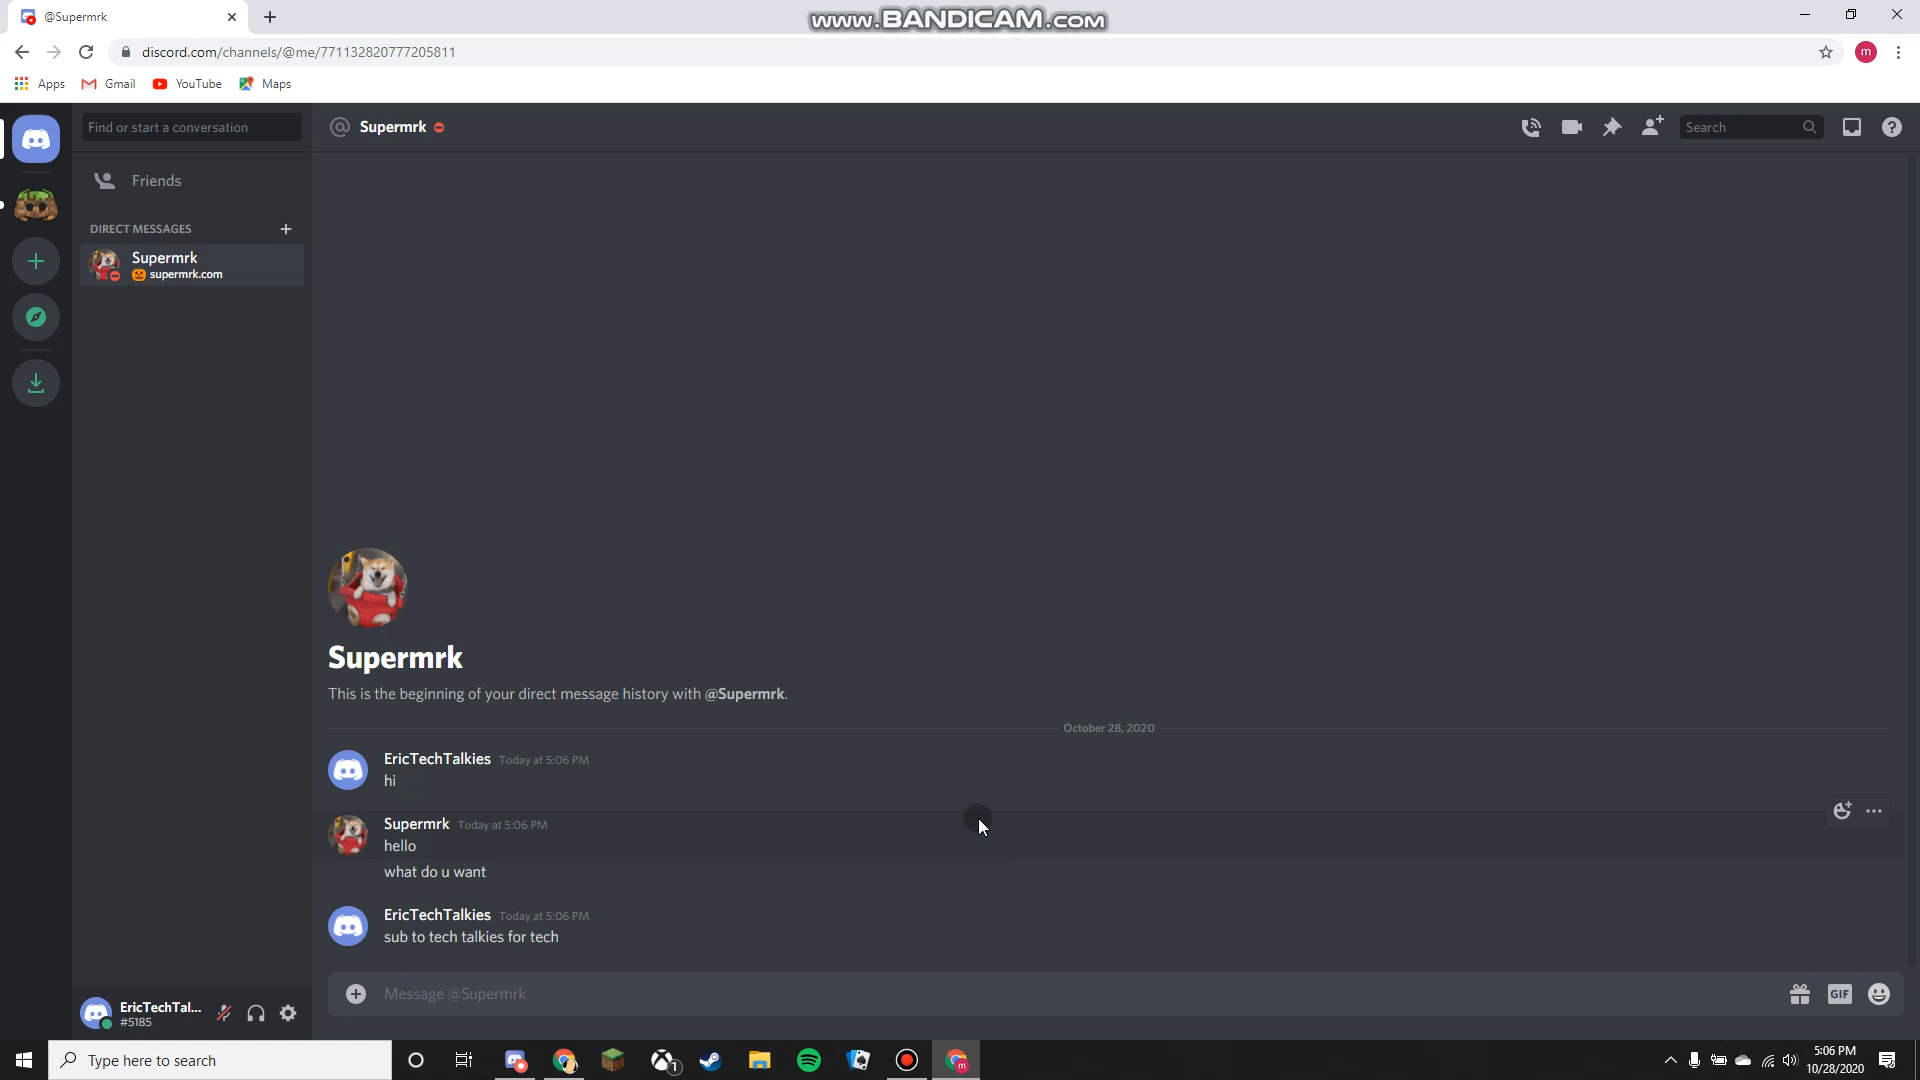 @Supermrk
www.BANDICAM.com
discord.com/channels/@me/771132820777205811
m
Apps
Gmail
YouTube
Maps
Find or start a conversation
Supermrk
Search
Friends
DIRECT MESSAGES
Supermrk
supermrk.com
Supermrk
This is the beginning of your direct message history with @Supermrk.
October 28, 2020
EricTechTalkies Today at 5:06 PM
hi
Supermrk Today at 5:06 PM
hello
what do u want
EricTechTalkies Today at 5:06 PM
sub to tech talkies for tech
Message @Supermrk
GIF
EricTechTal...
#5185
Type here to search
1
m
5:06 PM
10/28/2020